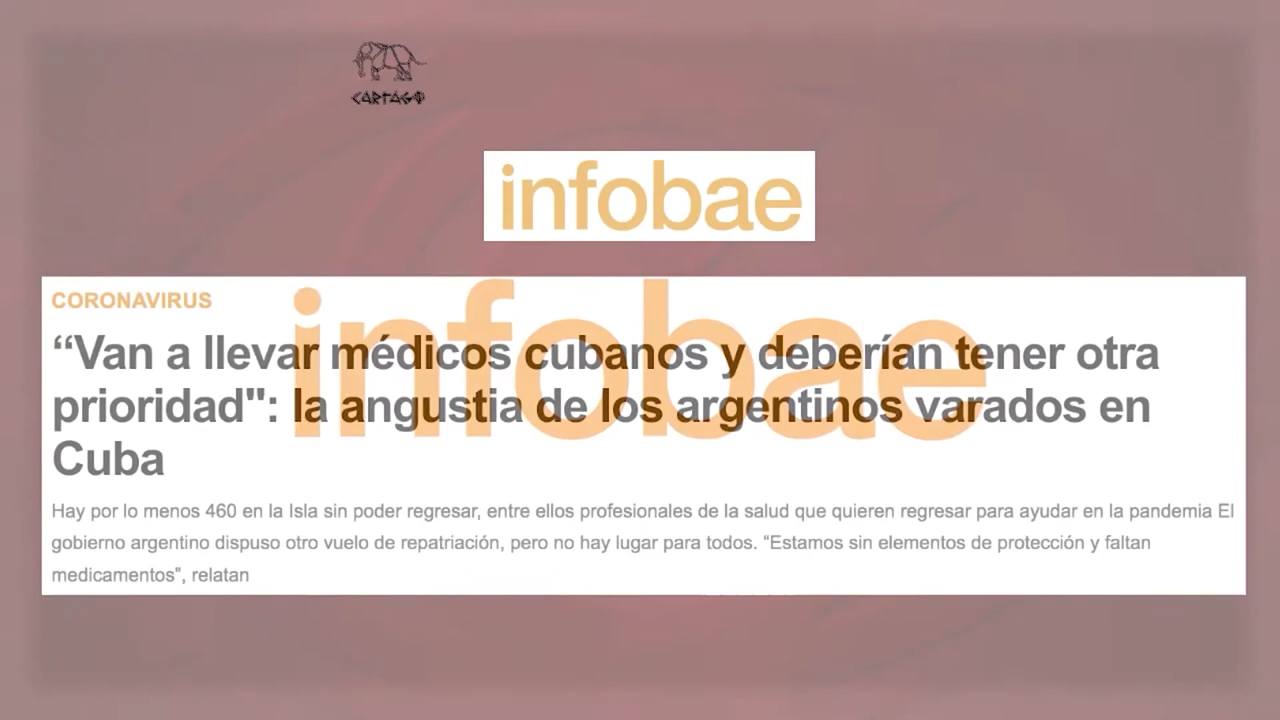 CARTAGO
infobae
CORONAVIRUS
infobae
“Van a llevar médicos cubanos y deberían tener otra
prioridad": la angustia de los argentinos varados en
Cuba
Hay por lo menos 460 en la Isla sin poder regresar, entre ellos profesionales de la salud que quieren regresar para ayudar en la pandemia El
gobierno argentino dispuso otro vuelo de repatriación, pero no hay lugar para todos. “Estamos sin elementos de protección y faltan
medicamentos”, relatan